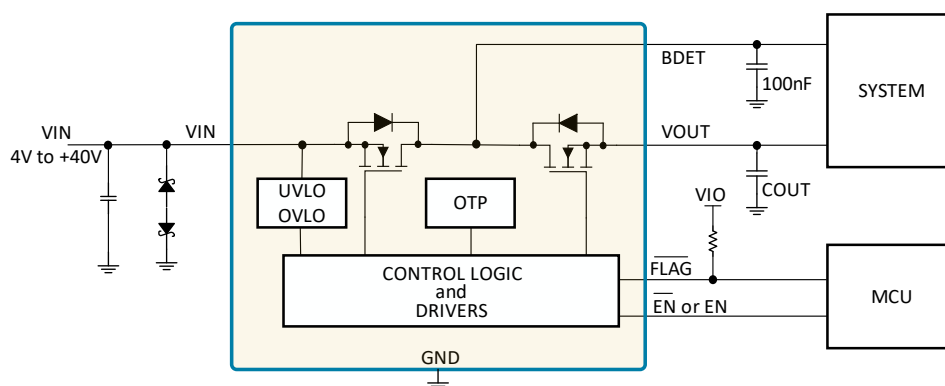 BDET
100nF
SYSTEM
VIN
4V to +40V
VIN
VOUT
COUT
UVLO
OVLO
OTP
VIO
CONTROL LOGIC
and
DRIVERS
FLAG
EN or EN
MCU
GND